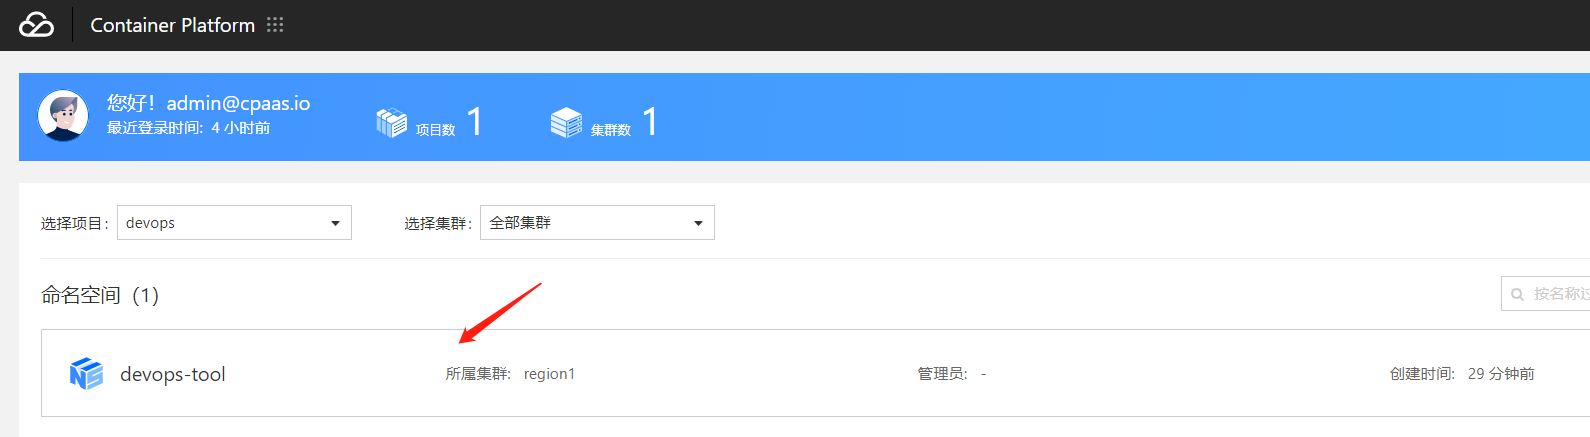 Container Platform
您好！admin@cpaas.io
最近登录时间: 4 小时前
项目数 1
集群数 1
选择项目: devops
选择集群: 全部集群
命名空间 (1)
按名称
devops-tool
所属集群: region1
管理员: -
创建时间: 29 分钟前